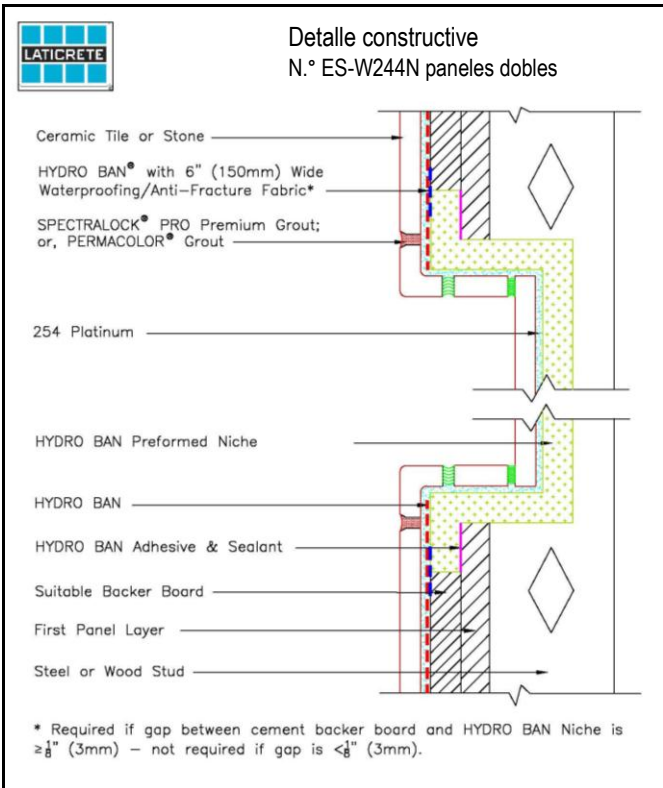 LATICRETE
Detalle constructive
N.° ES-W244N paneles dobles
Ceramic Tile or Stone
HYDRO BAN® with 6" (150mm) Wide
Waterproofing/Anti-Fracture Fabric*
SPECTRALOCK® PRO Premium Grout;
or, PERMACOLOR® Grout
254 Platinum
HYDRO BAN Preformed Niche
HYDRO BAN
HYDRO BAN Adhesive & Sealant
Suitable Backer Board
First Panel Layer
Steel or Wood Stud
* Required if gap between cement backer board and HYDRO BAN Niche is
≥⅛" (3mm) – not required if gap is <⅛" (3mm).